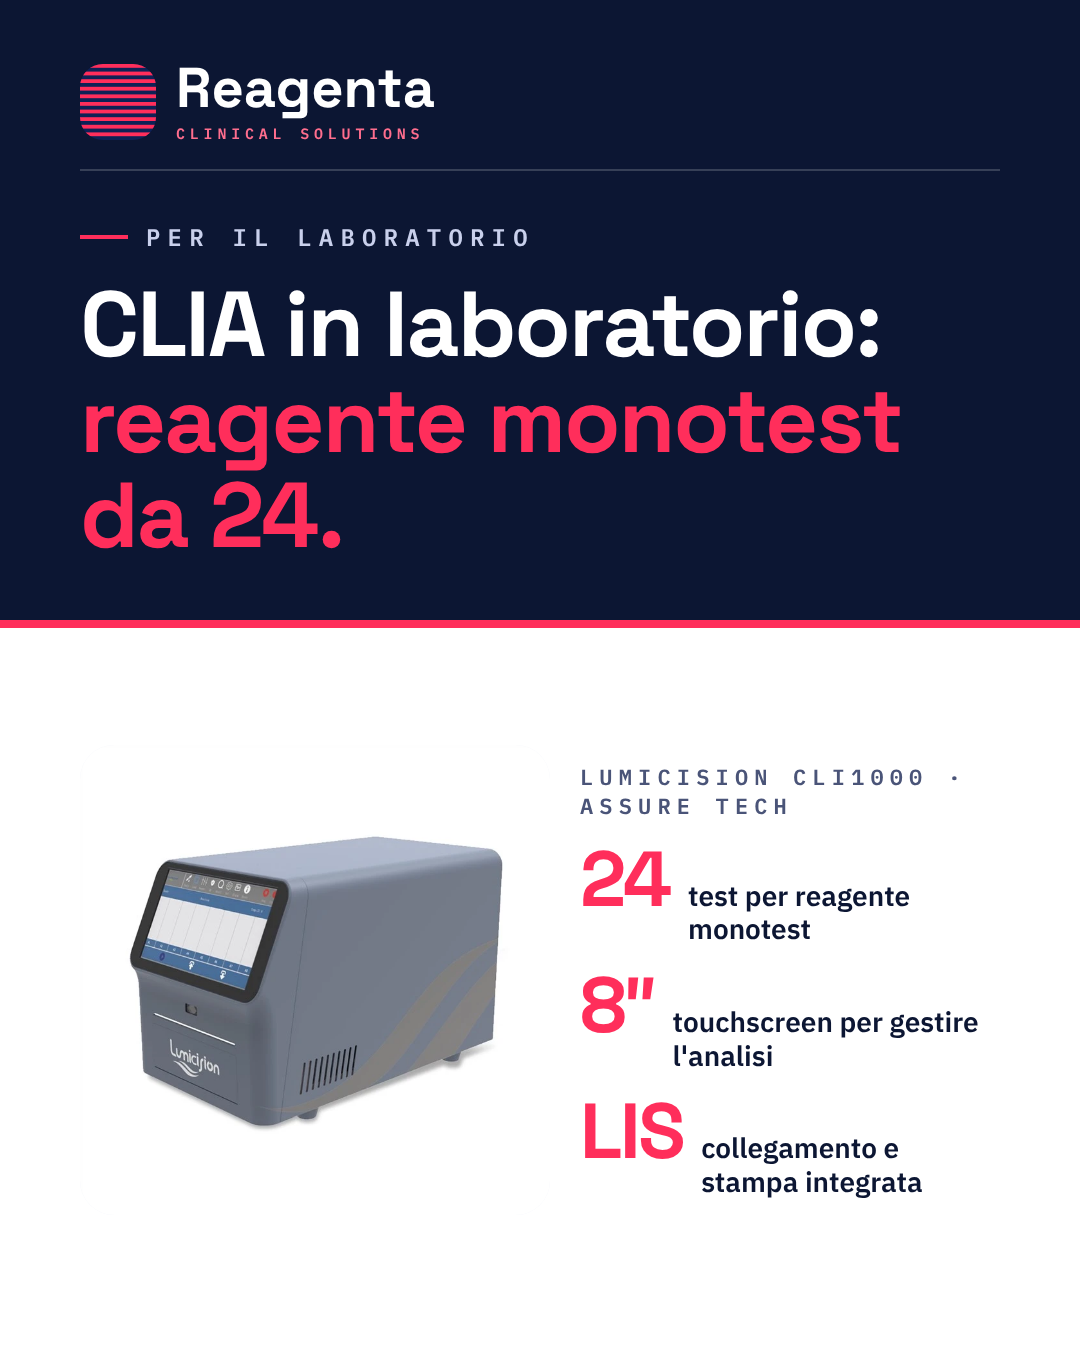 Reagenta
CLINICAL SOLUTIONS
PER IL LABORATORIO
CLIA in laboratorio:
reagente monotest
da 24.
LUMICISION CLI1000 ·
ASSURE TECH
24 test per reagente
monotest
8" touchscreen per gestire
l'analisi
LIS collegamento e
stampa integrata
Lumicision